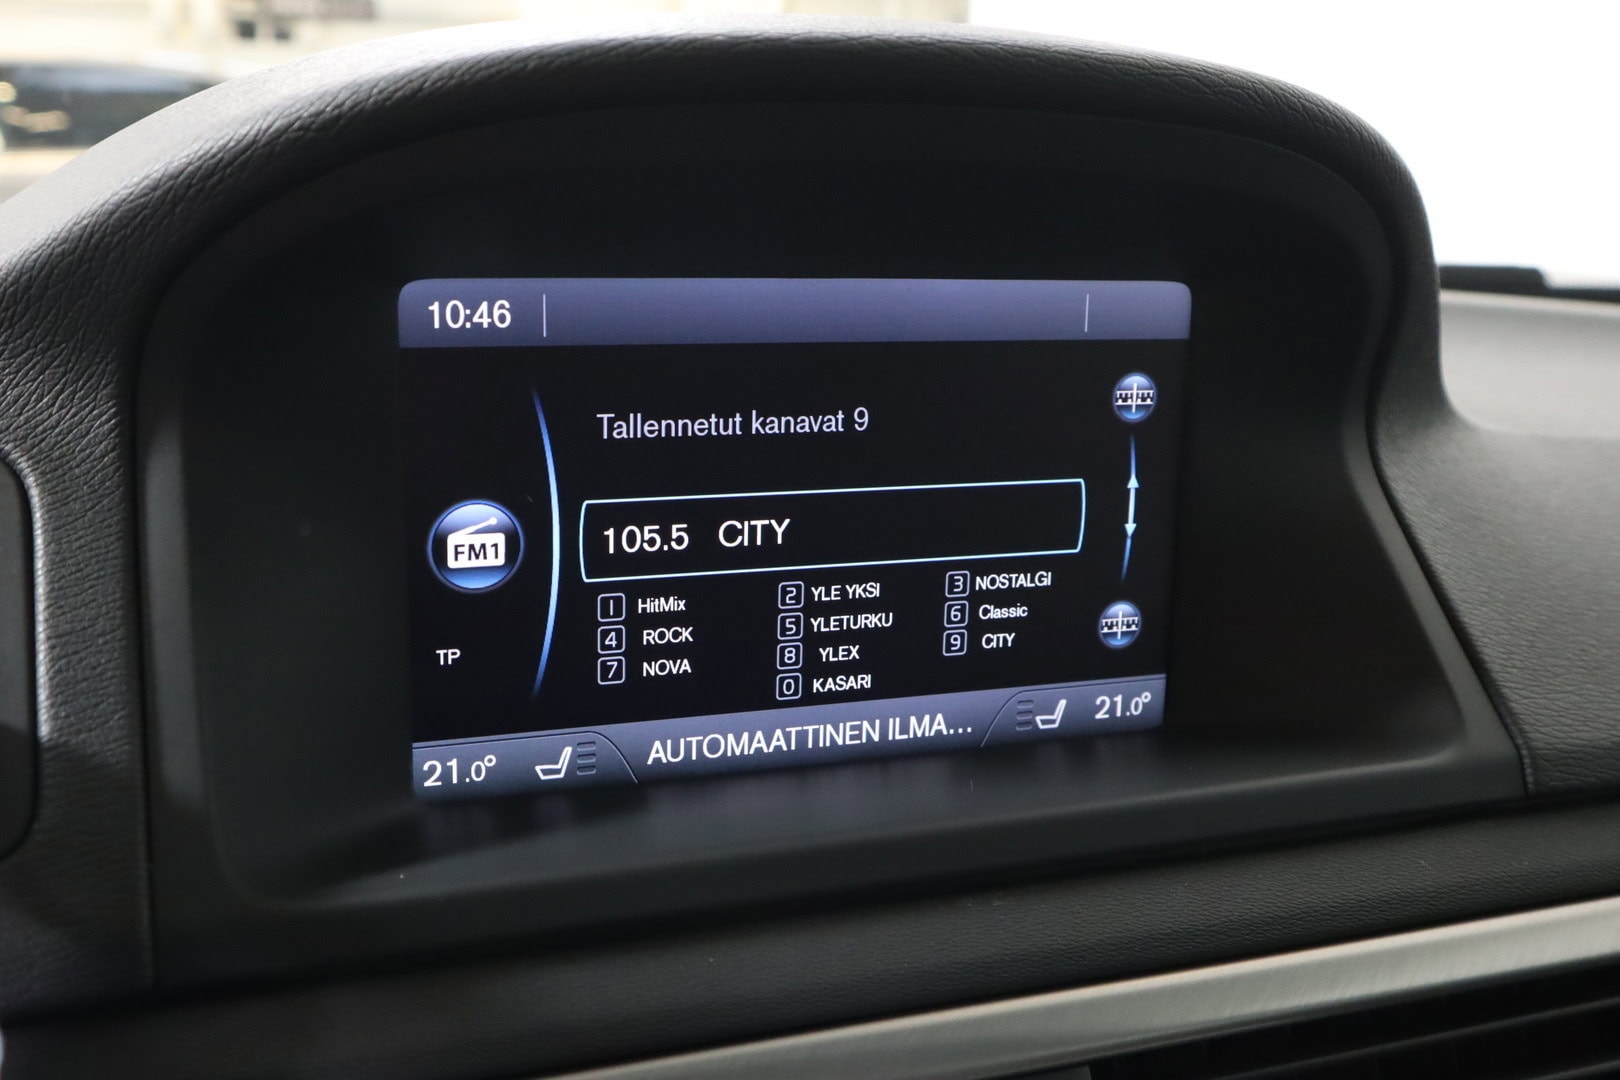 10:46
Tallennetut kanavat 9
FM1
105.5 CITY
1 HitMix 2 YLE YKSI 3 NOSTALGI
4 ROCK 5 YLETURKU 6 Classic
7 NOVA 8 YLEX 9 CITY
0 KASARI
TP
21.0° AUTOMAATTINEN ILMA... 21.0°